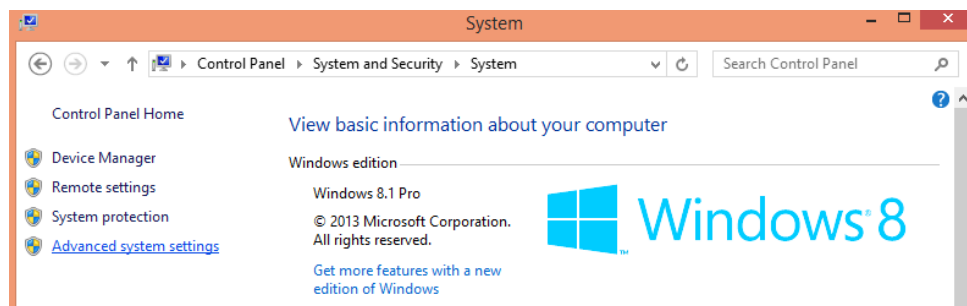 System
Control Panel ▸ System and Security ▸ System
Search Control Panel
Control Panel Home
Device Manager
Remote settings
System protection
Advanced system settings
View basic information about your computer
Windows edition
Windows 8.1 Pro
© 2013 Microsoft Corporation.
All rights reserved.
Get more features with a new
edition of Windows
Windows® 8
™